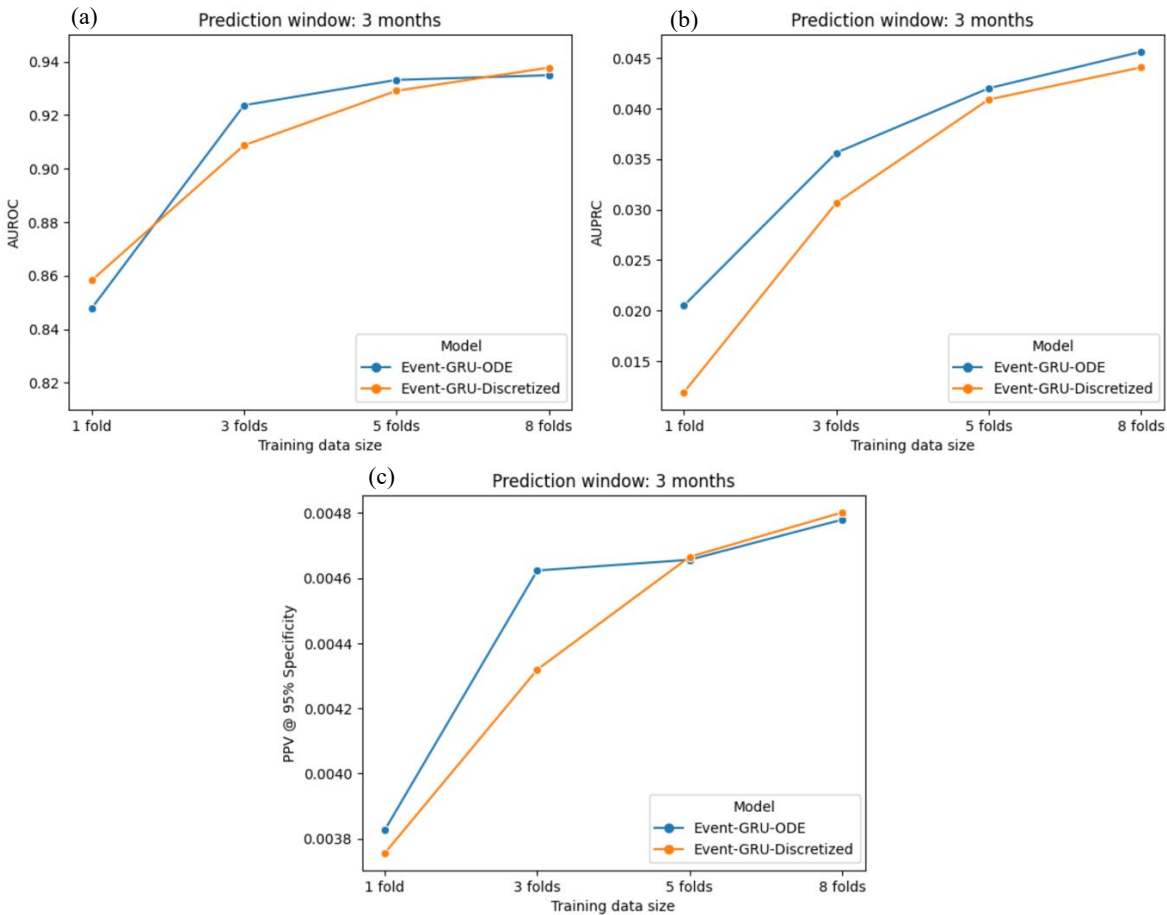 (a)
Prediction window: 3 months
AUROC
0.94
0.92
0.90
0.88
0.86
0.84
0.82
1 fold
3 folds
5 folds
8 folds
Training data size
Model
Event-GRU-ODE
Event-GRU-Discretized
(b)
Prediction window: 3 months
AUPRC
0.045
0.040
0.035
0.030
0.025
0.020
0.015
1 fold
3 folds
5 folds
8 folds
Training data size
Model
Event-GRU-ODE
Event-GRU-Discretized
(c)
Prediction window: 3 months
PPV @ 95% Specificity
0.0048
0.0046
0.0044
0.0042
0.0040
0.0038
1 fold
3 folds
5 folds
8 folds
Training data size
Model
Event-GRU-ODE
Event-GRU-Discretized